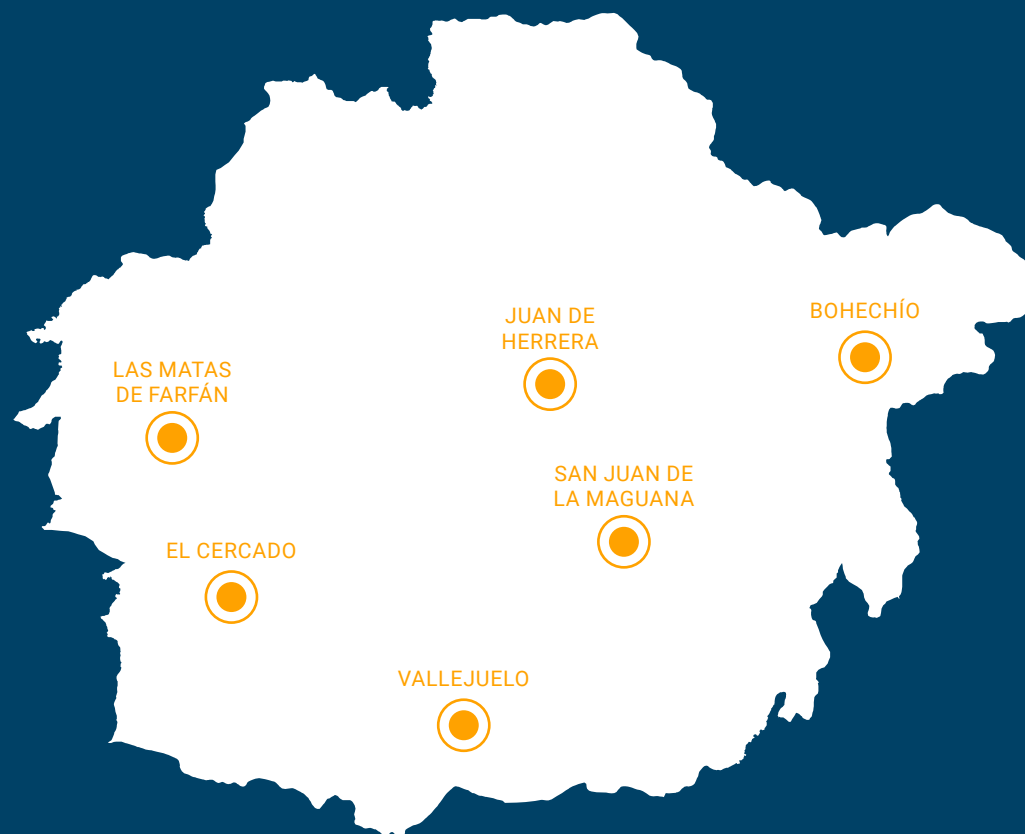 BOHECHÍO
JUAN DE
HERRERA
LAS MATAS
DE FARFÁN
SAN JUAN DE
LA MAGUANA
EL CERCADO
VALLEJUELO